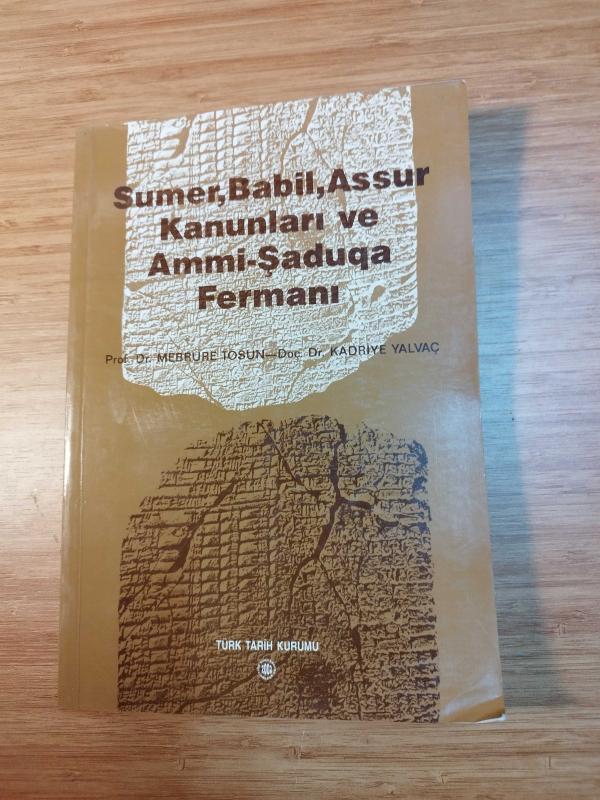 Sumer,Babil,Assur
Kanunları ve
Ammi-Şaduqa
Fermanı
Prof. Dr. MEBRURE TOSUN—Doç. Dr. KADRİYE YALVAÇ
TÜRK TARİH KURUMU